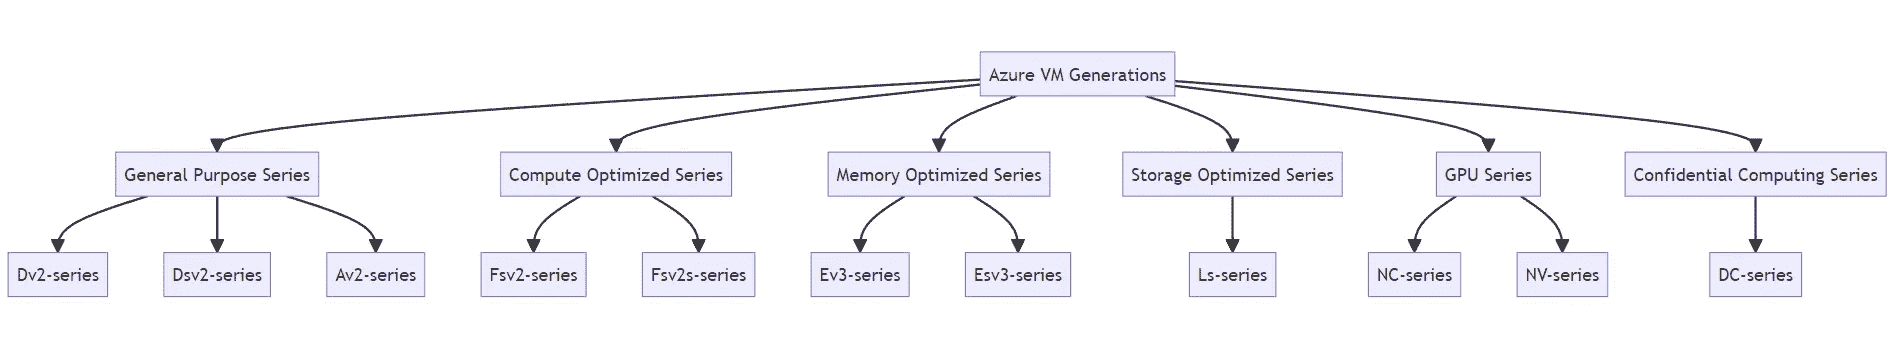 Azure VM Generations
General Purpose Series
Compute Optimized Series
Memory Optimized Series
Storage Optimized Series
GPU Series
Confidential Computing Series
Dv2-series
Dsv2-series
Av2-series
Fsv2-series
Fsv2s-series
Ev3-series
Esv3-series
Ls-series
NC-series
NV-series
DC-series